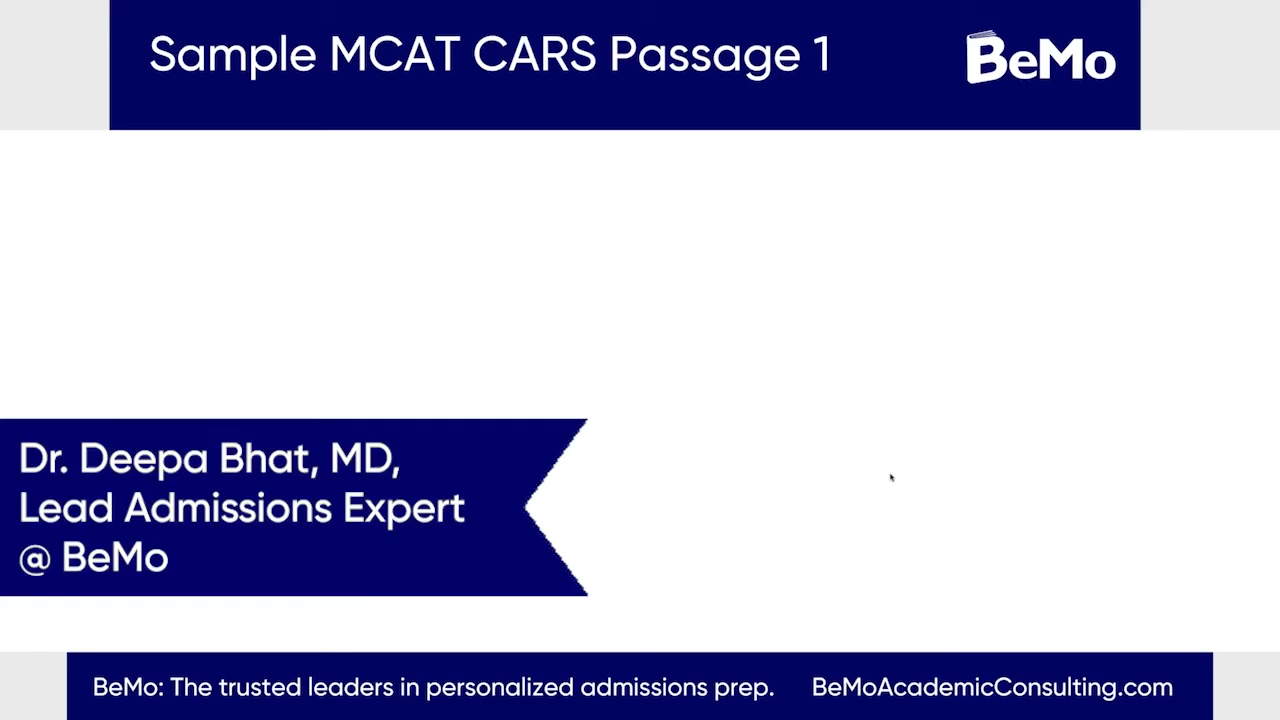 Sample MCAT CARS Passage 1
BeMo
Dr. Deepa Bhat, MD,
Lead Admissions Expert
@ BeMo
BeMo: The trusted leaders in personalized admissions prep. BeMoAcademicConsulting.com